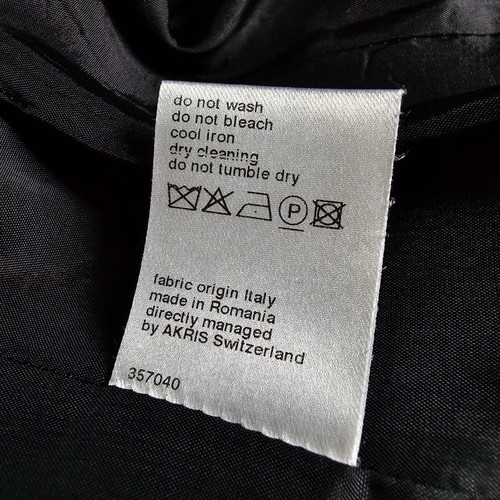 do not wash
do not bleach
cool iron
dry cleaning
do not tumble dry
P
fabric origin Italy
made in Romania
directly managed
by AKRIS Switzerland
357040